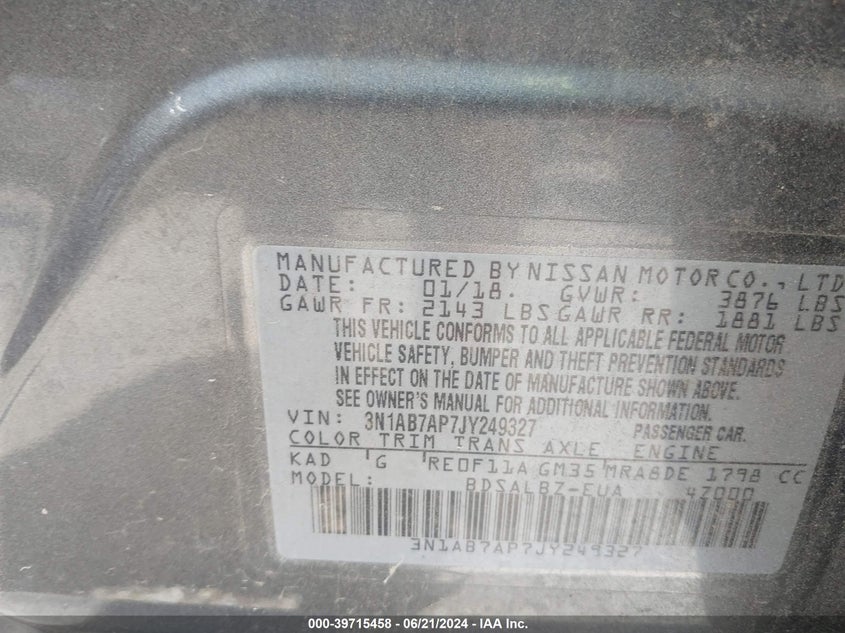 MANUFACTURED BY NISSAN MOTOR CO., LTD
DATE: 01/18. GVWR: 3876 LBS
GAWR FR: 2143 LBS GAWR RR: 1881 LBS
THIS VEHICLE CONFORMS TO ALL APPLICABLE FEDERAL MOTOR
VEHICLE SAFETY, BUMPER AND THEFT PREVENTION STANDARDS
IN EFFECT ON THE DATE OF MANUFACTURE SHOWN ABOVE.
SEE OWNER'S MANUAL FOR ADDITIONAL INFORMATION.
VIN: 3N1AB7AP7JY249327 PASSENGER CAR.
COLOR TRIM TRANS AXLE ENGINE
KAD G RE0F11A GM35 MRA8DE 1798 CC
MODEL: BDSALBZ-EUA 4Z000
3N1AB7AP7JY249327
000-39715458 - 06/21/2024 - IAA Inc.